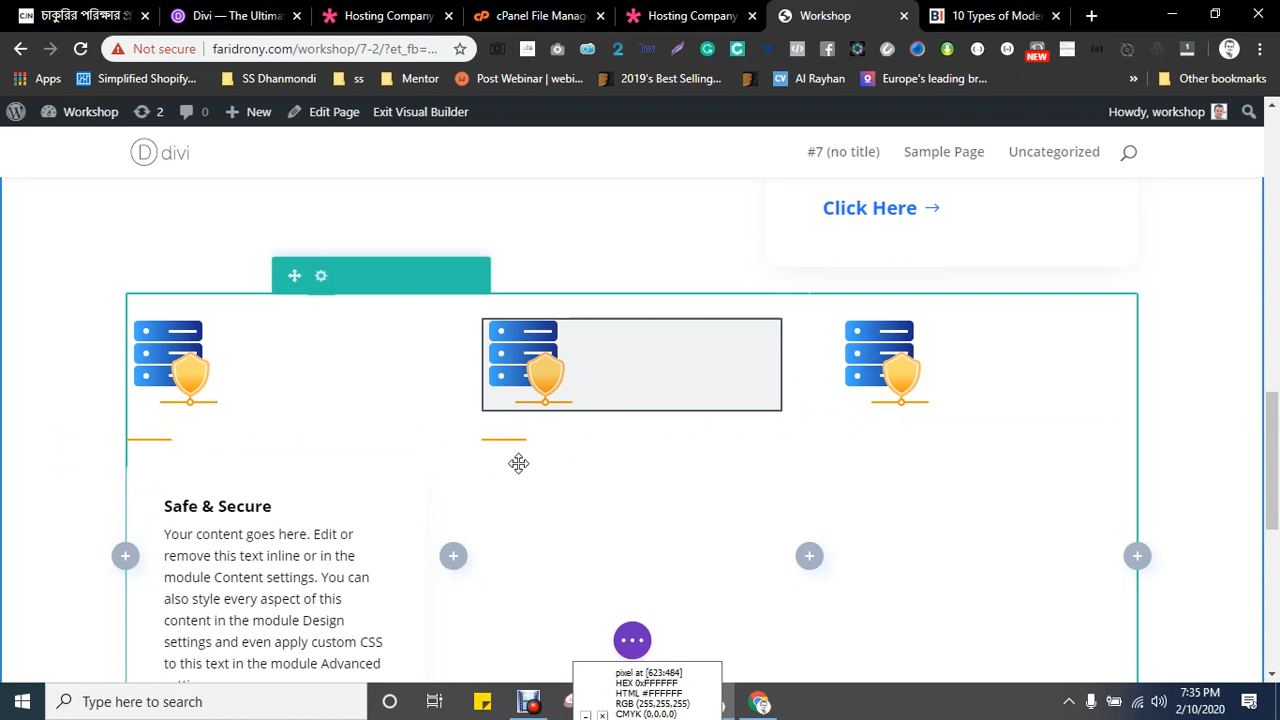 চাকুরির পরীক্ষার প্র
Divi — The Ultima
Hosting Company
cPanel File Manag
Hosting Company
Workshop
10 Types of Moder
Not secure
faridrony.com/workshop/7-2/?et_fb=...
NEW
Apps
Simplified Shopify...
SS Dhanmondi
ss
Mentor
Post Webinar | webi...
2019's Best Selling...
Al Rayhan
Europe's leading br...
»
Other bookmarks
Workshop
2
0
New
Edit Page
Exit Visual Builder
Howdy, workshop
divi
#7 (no title)
Sample Page
Uncategorized
Click Here →
Safe & Secure
Your content goes here. Edit or
remove this text inline or in the
module Content settings. You can
also style every aspect of this
content in the module Design
settings and even apply custom CSS
to this text in the module Advanced
pixel at [623:484]
HEX 0xFFFFFF
HTML #FFFFFF
RGB (255,255,255)
CMYK (0,0,0,0)
Type here to search
7:35 PM
2/10/2020